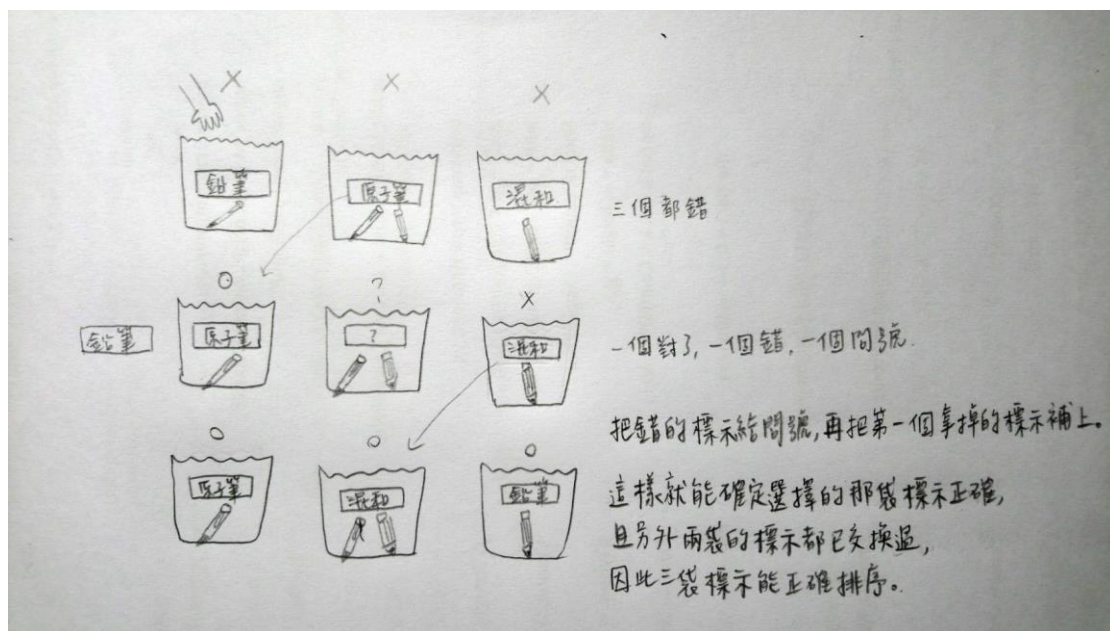 鉛筆
原子筆
混和
三個都錯
鉛筆
原子筆
?
?
混和
一個對了,一個錯,一個問號.
把錯的標示給問號,再把第一個拿掉的標示補上。
原子筆
混和
鉛筆
這樣就能確定選擇的那袋標示正確,
且另外兩袋的標示都已交換過,
因此三袋標示能正確排序。